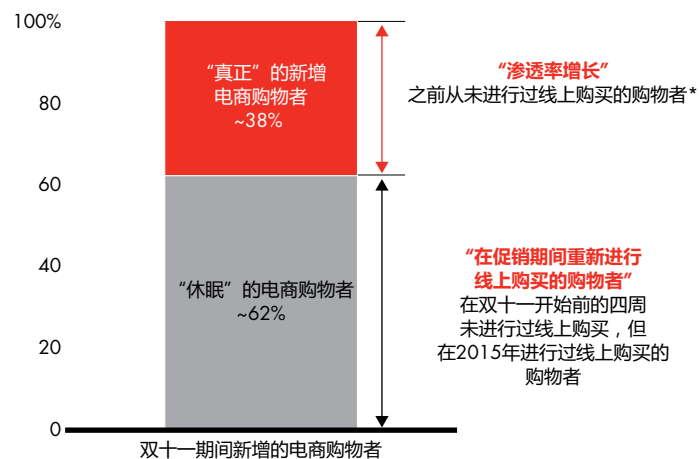 100%
80
60
40
20
0
“真正”的新增
电商购物者
~38%
“休眠”的电商购物者
~62%
“渗透率增长”
之前从未进行过线上购买的购物者*
“在促销期间重新进行
线上购买的购物者”
在双十一开始前的四周
未进行过线上购买，但
在2015年进行过线上购买的
购物者
双十一期间新增的电商购物者